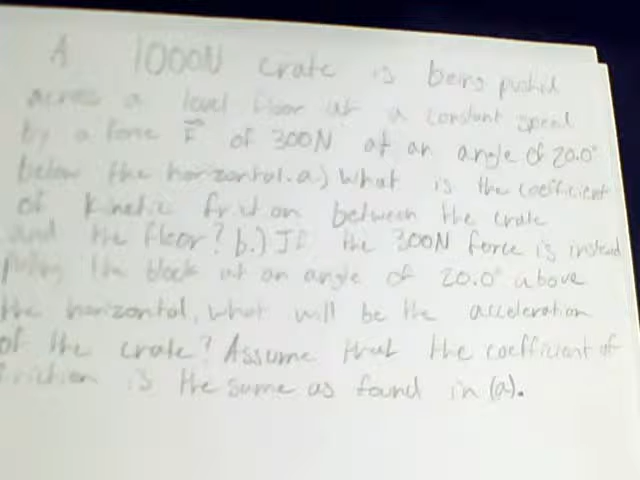 A 1000N crate is being pushed
across a level floor at a constant speed
by a force F⃗ of 300N at an angle of 20.0°
below the horizontal. a.) What is the coefficient
of kinetic friction between the crate
and the floor? b.) If the 300N force is instead
pulling the block at an angle of 20.0° above
the horizontal, what will be the acceleration
of the crate? Assume that the coefficient of
friction is the same as found in (a).